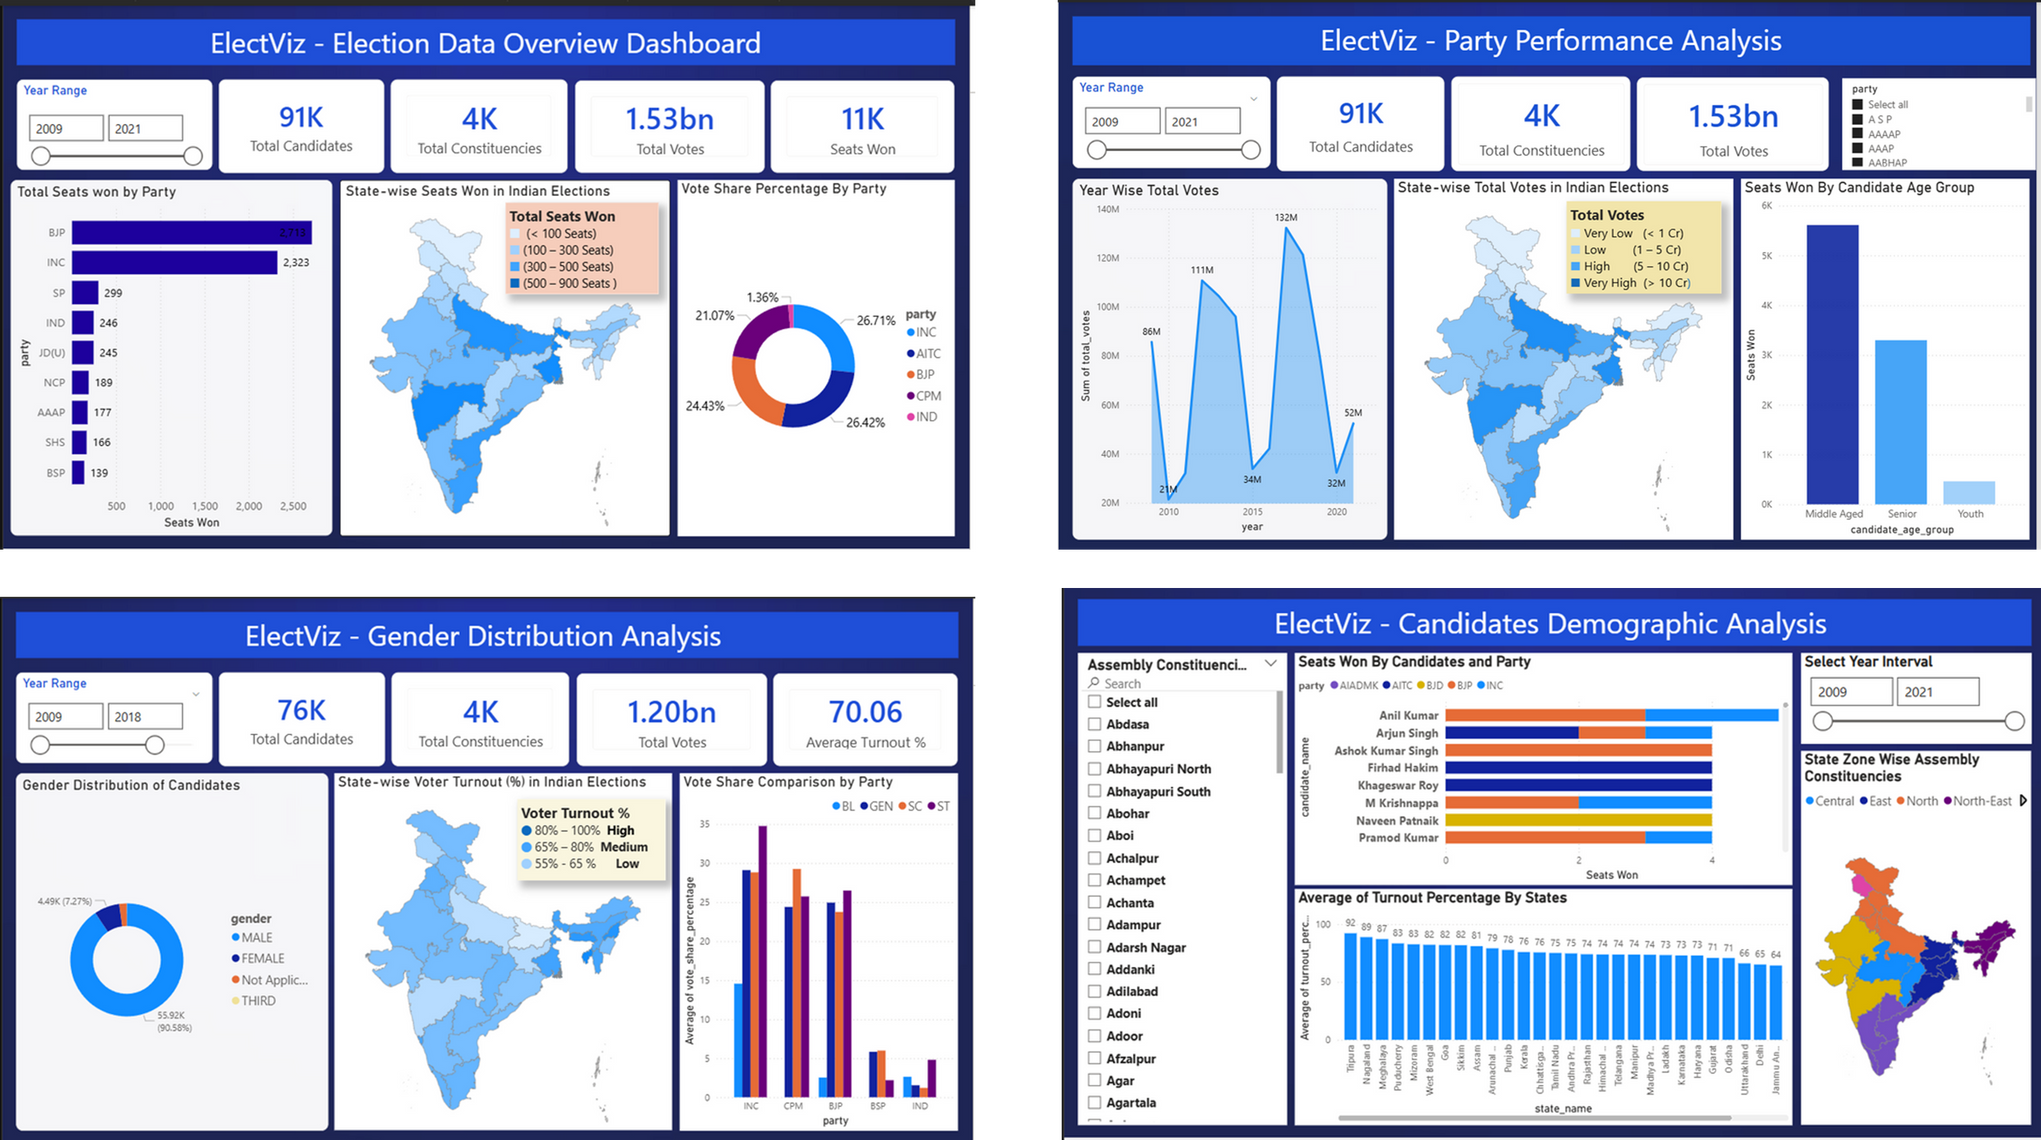 ElectViz - Election Data Overview Dashboard
Year Range
2009 2021
91K
Total Candidates
4K
Total Constituencies
1.53bn
Total Votes
11K
Seats Won
Total Seats won by Party
party
BJP 2,713
INC 2,323
SP 299
IND 246
JD(U) 245
NCP 189
AAAP 177
SHS 166
BSP 139
500 1,000 1,500 2,000 2,500
Seats Won
State-wise Seats Won in Indian Elections
Total Seats Won
(< 100 Seats)
(100 – 300 Seats)
(300 – 500 Seats)
(500 – 900 Seats )
Vote Share Percentage By Party
1.36%
21.07%
26.71%
24.43%
26.42%
party
INC
AITC
BJP
CPM
IND
ElectViz - Party Performance Analysis
Year Range
2009 2021
91K
Total Candidates
4K
Total Constituencies
1.53bn
Total Votes
party
Select all
A S P
AAAAP
AAAP
AABHAP
Year Wise Total Votes
Sum of total_votes
140M
120M
100M
80M
60M
40M
20M
86M
21M
111M
34M
132M
32M
52M
2010 2015 2020
year
State-wise Total Votes in Indian Elections
Total Votes
Very Low (< 1 Cr)
Low (1 – 5 Cr)
High (5 – 10 Cr)
Very High (> 10 Cr)
Seats Won By Candidate Age Group
Seats Won
6K
5K
4K
3K
2K
1K
0K
Middle Aged Senior Youth
candidate_age_group
ElectViz - Gender Distribution Analysis
Year Range
2009 2018
76K
Total Candidates
4K
Total Constituencies
1.20bn
Total Votes
70.06
Average Turnout %
Gender Distribution of Candidates
4.49K (7.27%)
55.92K
(90.58%)
gender
MALE
FEMALE
Not Applic...
THIRD
State-wise Voter Turnout (%) in Indian Elections
Voter Turnout %
80% – 100% High
65% – 80% Medium
55% - 65 % Low
Vote Share Comparison by Party
BL GEN SC ST
Average of vote_share_percentage
35
30
25
20
15
10
5
0
INC CPM BJP BSP IND
party
ElectViz - Candidates Demographic Analysis
Assembly Constituenci...
Search
Select all
Abdasa
Abhanpur
Abhayapuri North
Abhayapuri South
Abohar
Aboi
Achalpur
Achampet
Achanta
Adampur
Adarsh Nagar
Addanki
Adilabad
Adoni
Adoor
Afzalpur
Agar
Agartala
Seats Won By Candidates and Party
party AIADMK AITC BJD BJP INC
candidate_name
Anil Kumar
Arjun Singh
Ashok Kumar Singh
Firhad Hakim
Khageswar Roy
M Krishnappa
Naveen Patnaik
Pramod Kumar
0 2 4
Seats Won
Average of Turnout Percentage By States
Average of turnout_perc...
100
50
0
92 89 87 83 83 82 82 82 81 79 78 76 76 75 75 74 74 74 74 74 73 73 73 71 71 66 65 64
Tripura
Nagaland
Meghalaya
Puducherry
Mizoram
West Bengal
Goa
Sikkim
Assam
Arunachal ...
Punjab
Kerala
Chhattisga...
Tamil Nadu
Andhra Pr...
Rajasthan
Himachal ...
Telangana
Manipur
Madhya Pr...
Ladakh
Karnataka
Haryana
Gujarat
Odisha
Uttarakhand
Delhi
Jammu An...
state_name
Select Year Interval
2009 2021
State Zone Wise Assembly
Constituencies
Central East North North-East